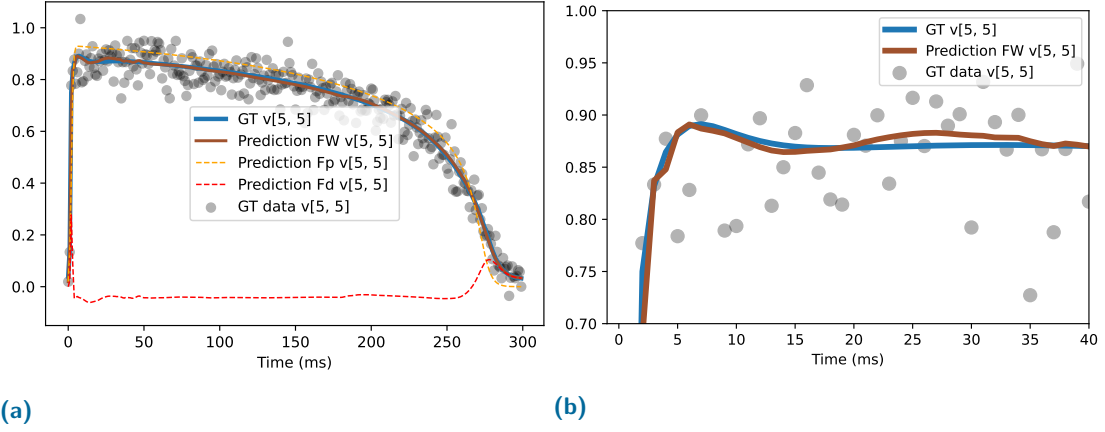 1.0
0.8
0.6
0.4
0.2
0.0
0 50 100 150 200 250 300
Time (ms)
GT v[5, 5]
Prediction FW v[5, 5]
Prediction Fp v[5, 5]
Prediction Fd v[5, 5]
GT data v[5, 5]
(a)
1.00
0.95
0.90
0.85
0.80
0.75
0.70
0 5 10 15 20 25 30 35 40
Time (ms)
GT v[5, 5]
Prediction FW v[5, 5]
GT data v[5, 5]
(b)